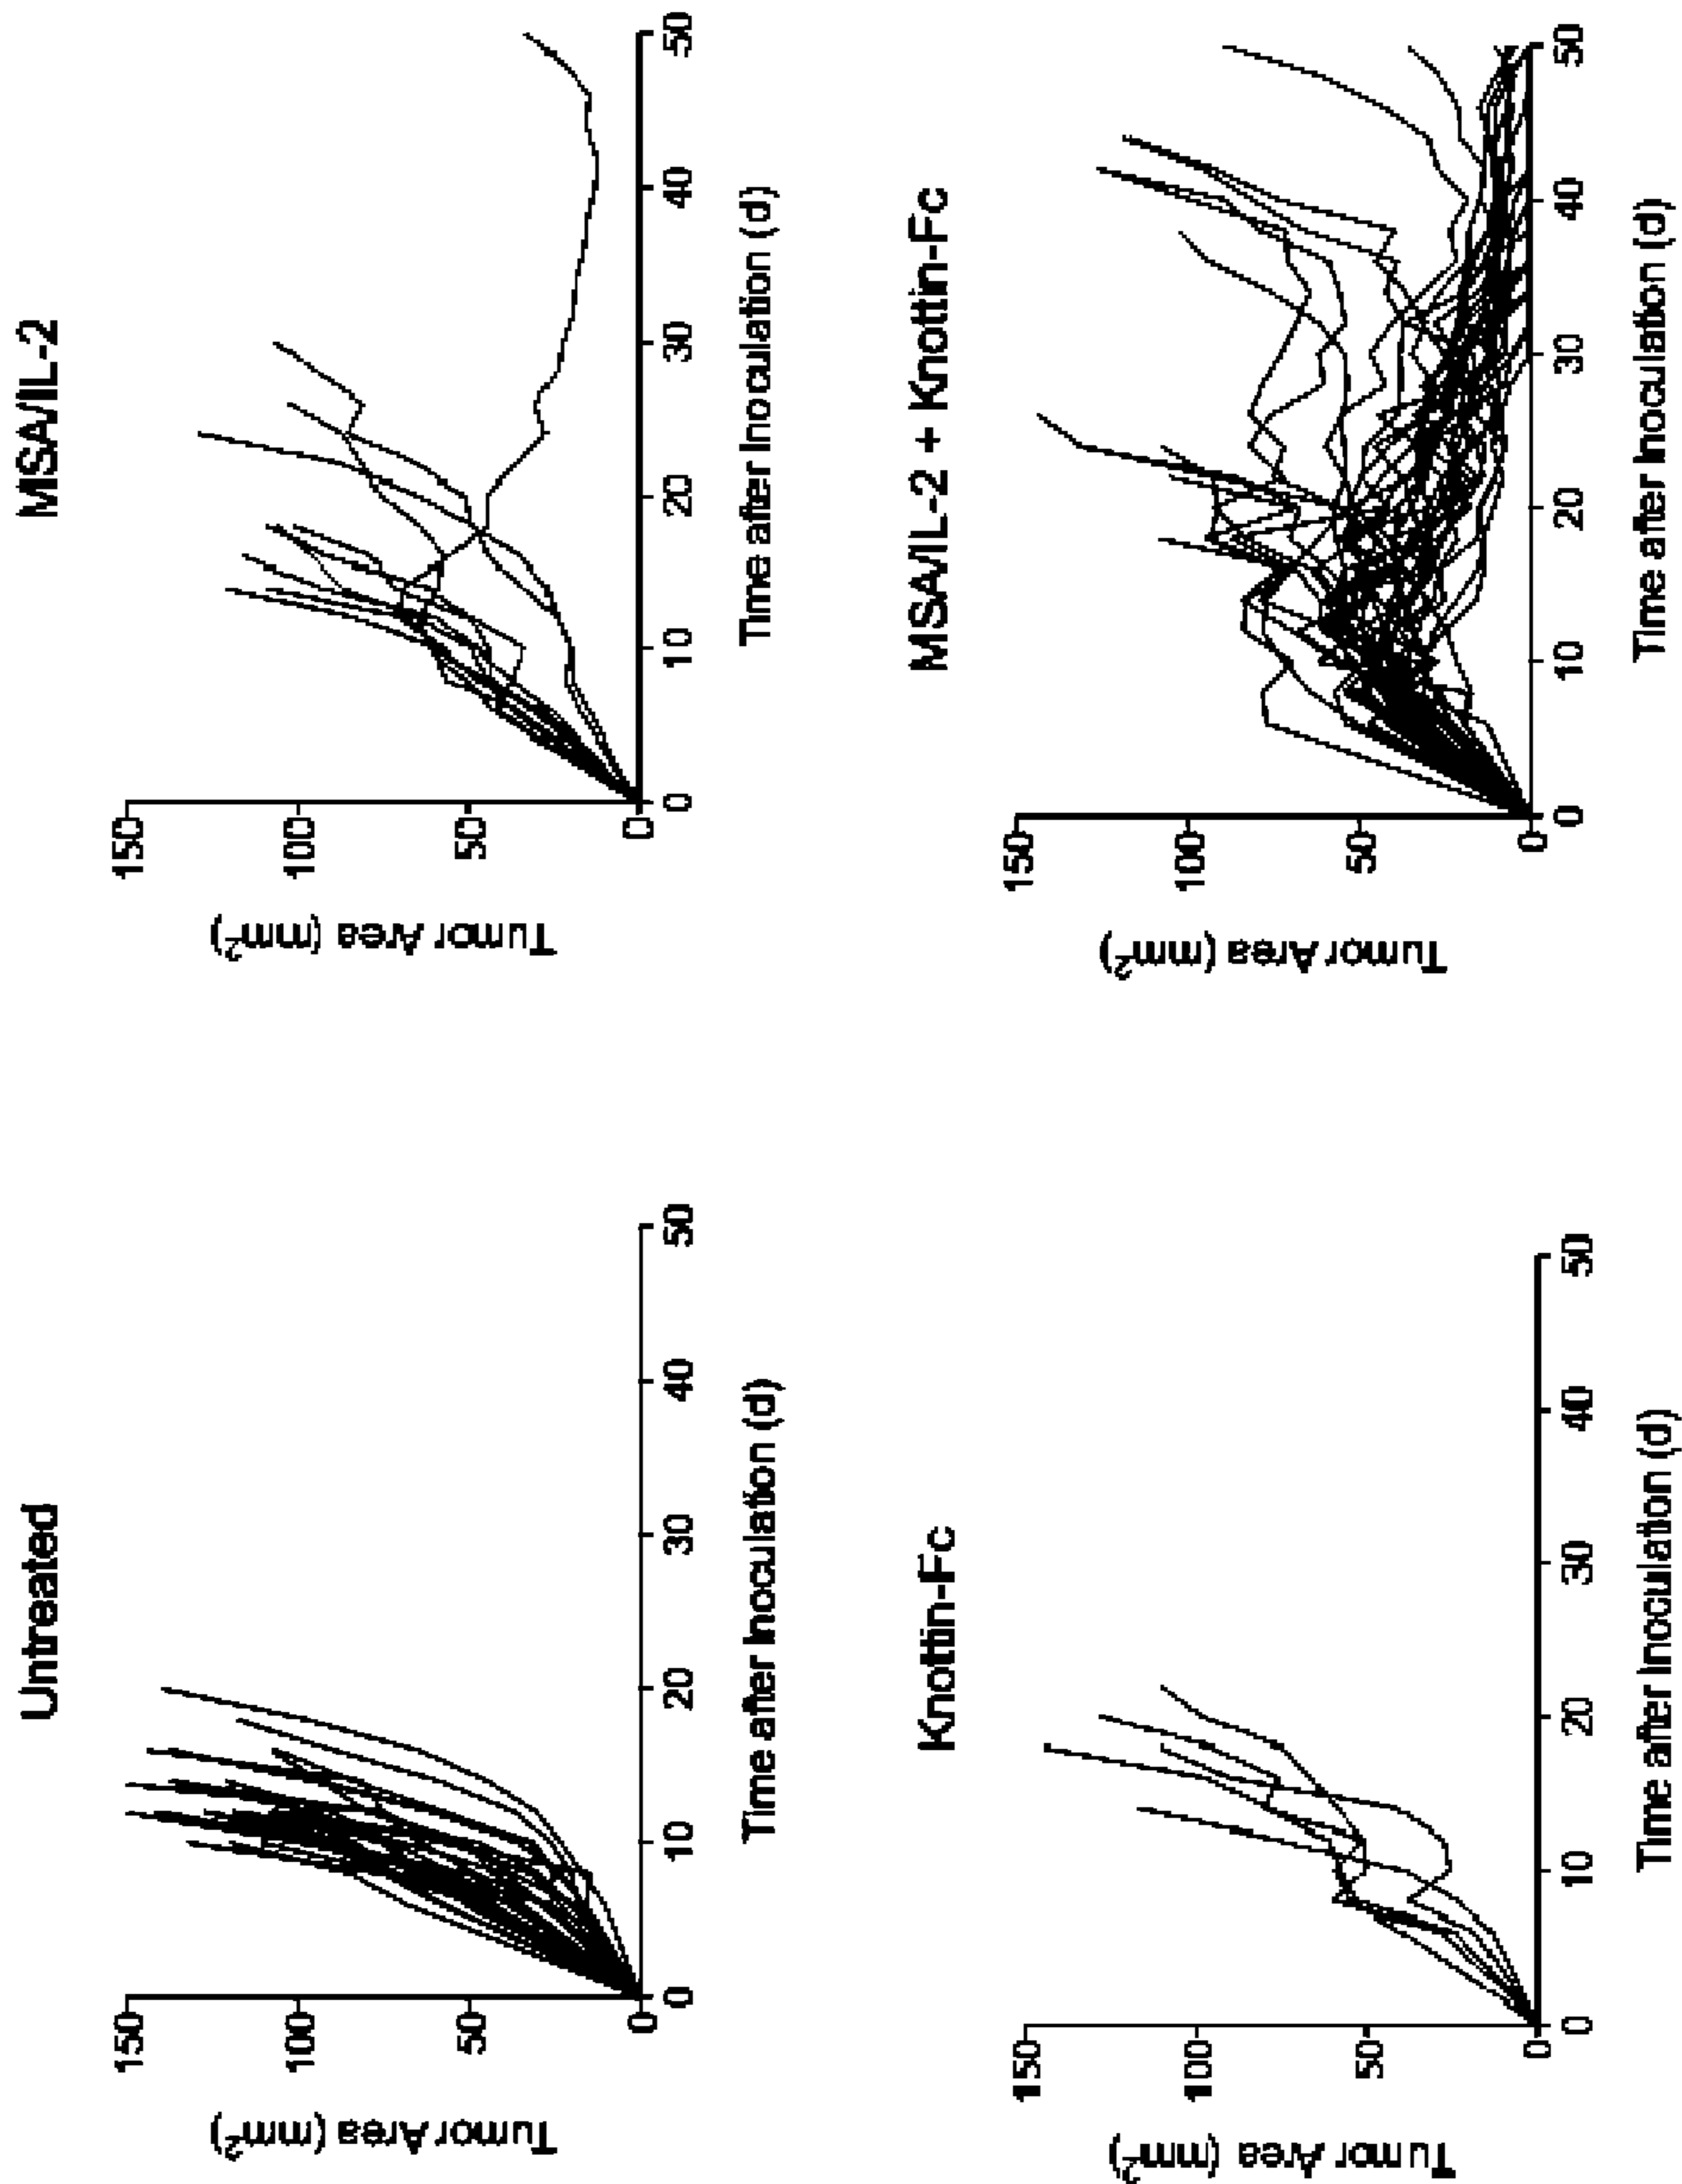 Untreated
Tumor Area (mm²)
150
100
50
0
0 10 20 30 40 50
Time after Inoculation (d)
MSA/IL-2
Tumor Area (mm²)
150
100
50
0
0 10 20 30 40 50
Time after Inoculation (d)
Knottin-Fc
Tumor Area (mm²)
150
100
50
0
0 10 20 30 40 50
Time after Inoculation (d)
MSA/IL-2 + Knottin-Fc
Tumor Area (mm²)
150
100
50
0
0 10 20 30 40 50
Time after Inoculation (d)